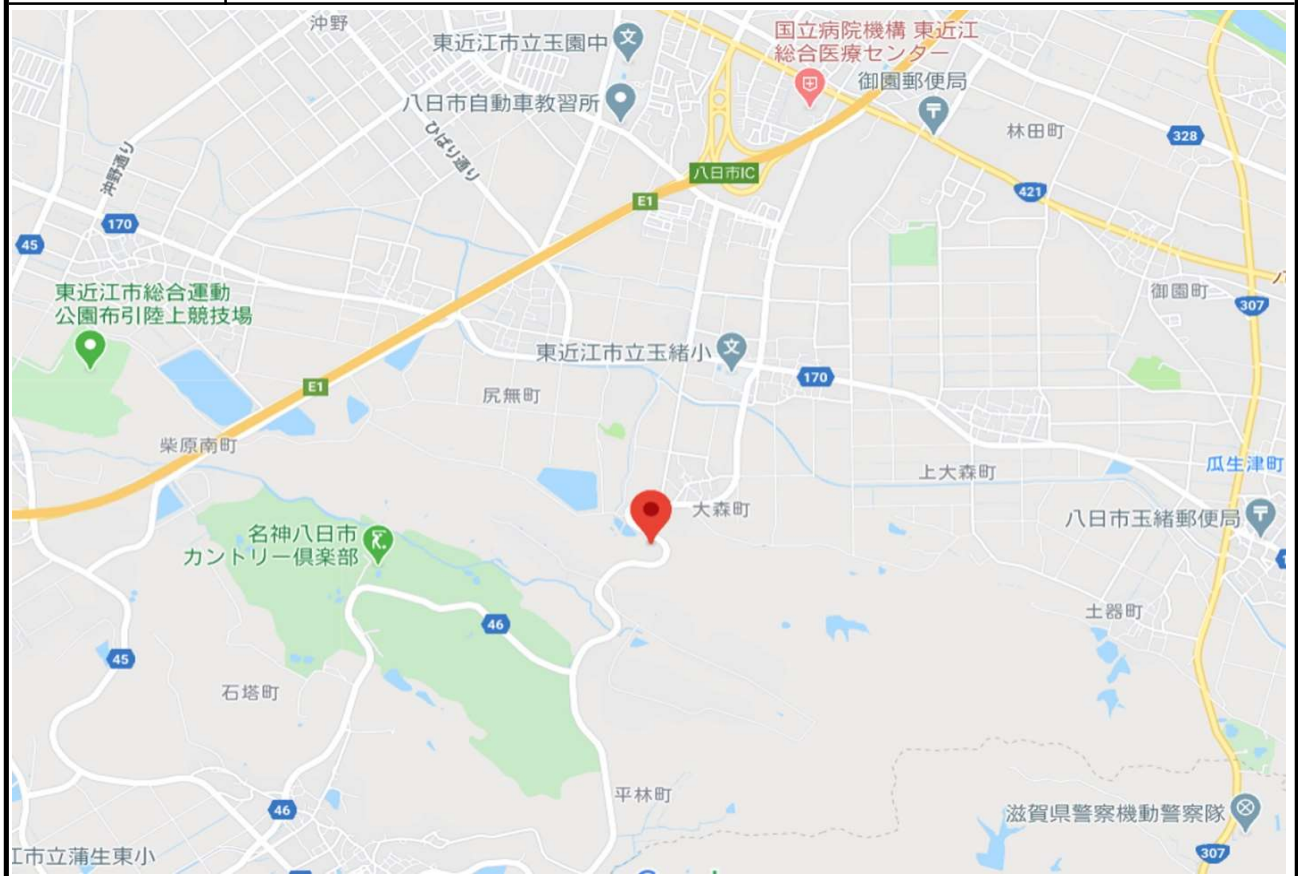 沖野
東近江市立玉園中
国立病院機構 東近江
総合医療センター
八日市自動車教習所
御園郵便局
林田町
328
ひばり通り
沖野通り
八日市IC
421
E1
170
45
東近江市総合運動
公園布引陸上競技場
御園町
307
東近江市立玉緒小
170
E1
尻無町
柴原南町
上大森町
瓜生津町
大森町
八日市玉緒郵便局
名神八日市
カントリー倶楽部
土器町
46
45
石塔町
平林町
46
滋賀県警察機動警察隊
307
市立蒲生東小